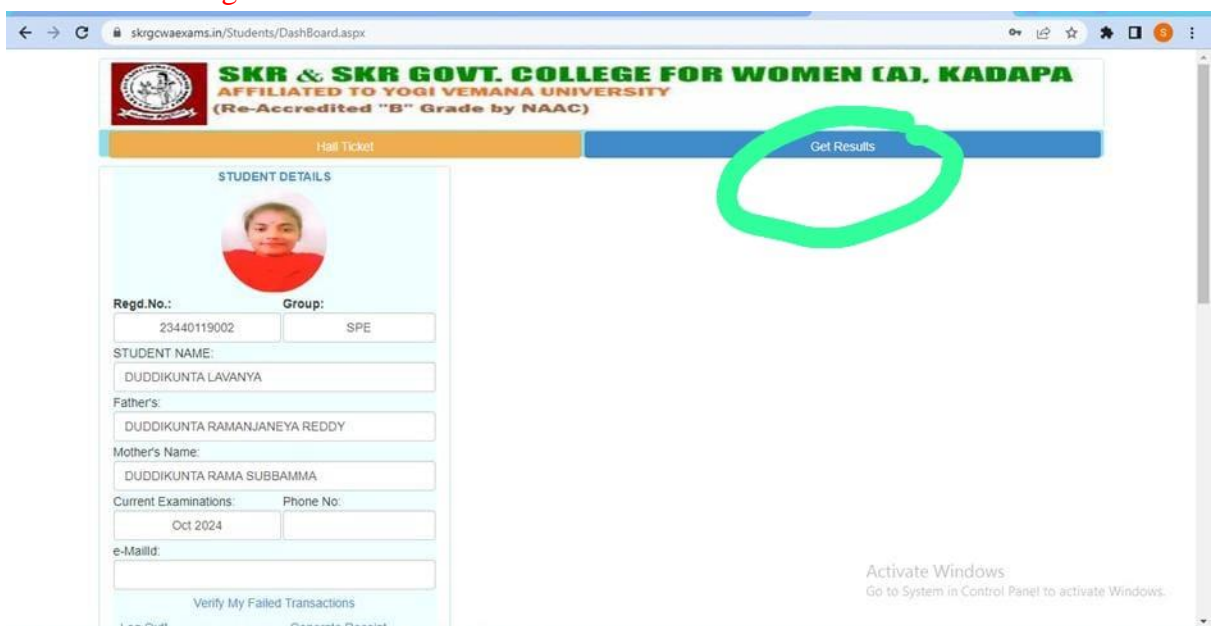 skrgcwaexams.in/Students/DashBoard.aspx
S
SKR & SKR GOVT. COLLEGE FOR WOMEN (A), KADAPA
AFFILIATED TO YOGI VEMANA UNIVERSITY
(Re-Accredited "B" Grade by NAAC)
Hall Ticket Get Results
STUDENT DETAILS
Regd.No.: Group:
23440119002 SPE
STUDENT NAME:
DUDDIKUNTA LAVANYA
Father's:
DUDDIKUNTA RAMANJANEYA REDDY
Mother's Name:
DUDDIKUNTA RAMA SUBBAMMA
Current Examinations: Phone No:
Oct 2024
e-MailId:
Activate Windows
Go to System in Control Panel to activate Windows.
Verify My Failed Transactions